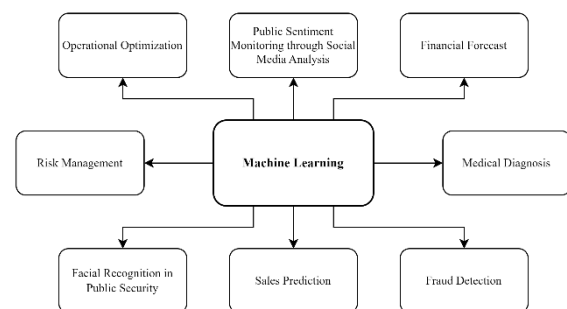 Operational Optimization
Public Sentiment
Monitoring through Social
Media Analysis
Financial Forecast
Risk Management
Machine Learning
Medical Diagnosis
Facial Recognition in
Public Security
Sales Prediction
Fraud Detection